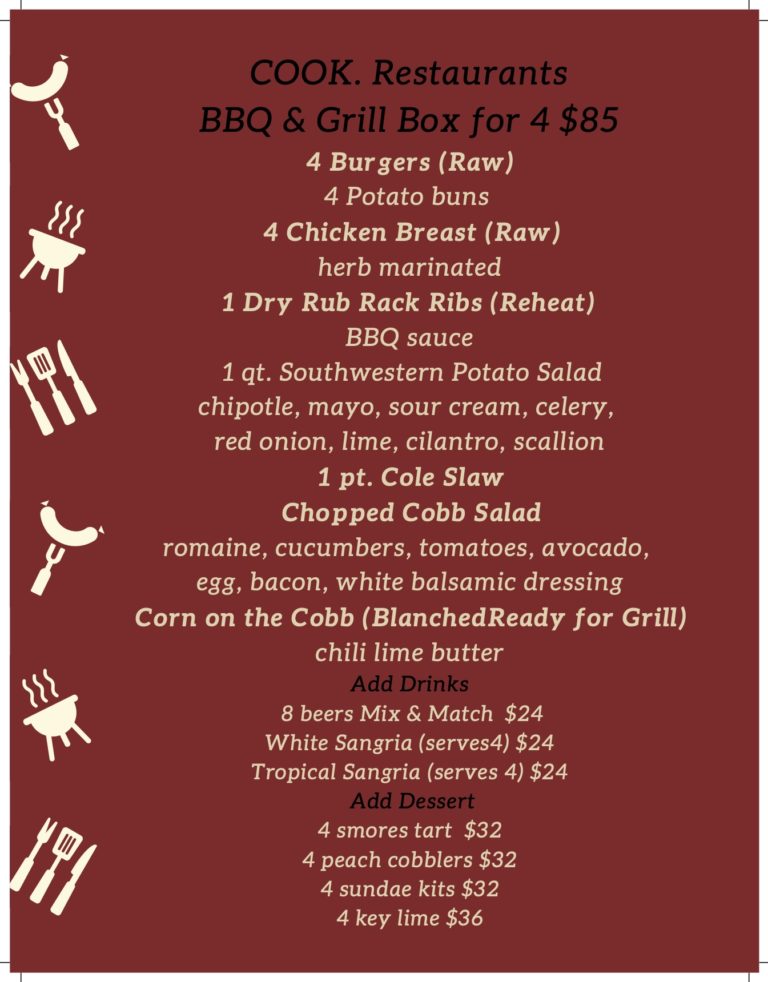 COOK. Restaurants
BBQ & Grill Box for 4 $85
4 Burgers (Raw)
4 Potato buns
4 Chicken Breast (Raw)
herb marinated
1 Dry Rub Rack Ribs (Reheat)
BBQ sauce
1 qt. Southwestern Potato Salad
chipotle, mayo, sour cream, celery,
red onion, lime, cilantro, scallion
1 pt. Cole Slaw
Chopped Cobb Salad
romaine, cucumbers, tomatoes, avocado,
egg, bacon, white balsamic dressing
Corn on the Cobb (BlanchedReady for Grill)
chili lime butter
Add Drinks
8 beers Mix & Match $24
White Sangria (serves4) $24
Tropical Sangria (serves 4) $24
Add Dessert
4 smores tart $32
4 peach cobblers $32
4 sundae kits $32
4 key lime $36